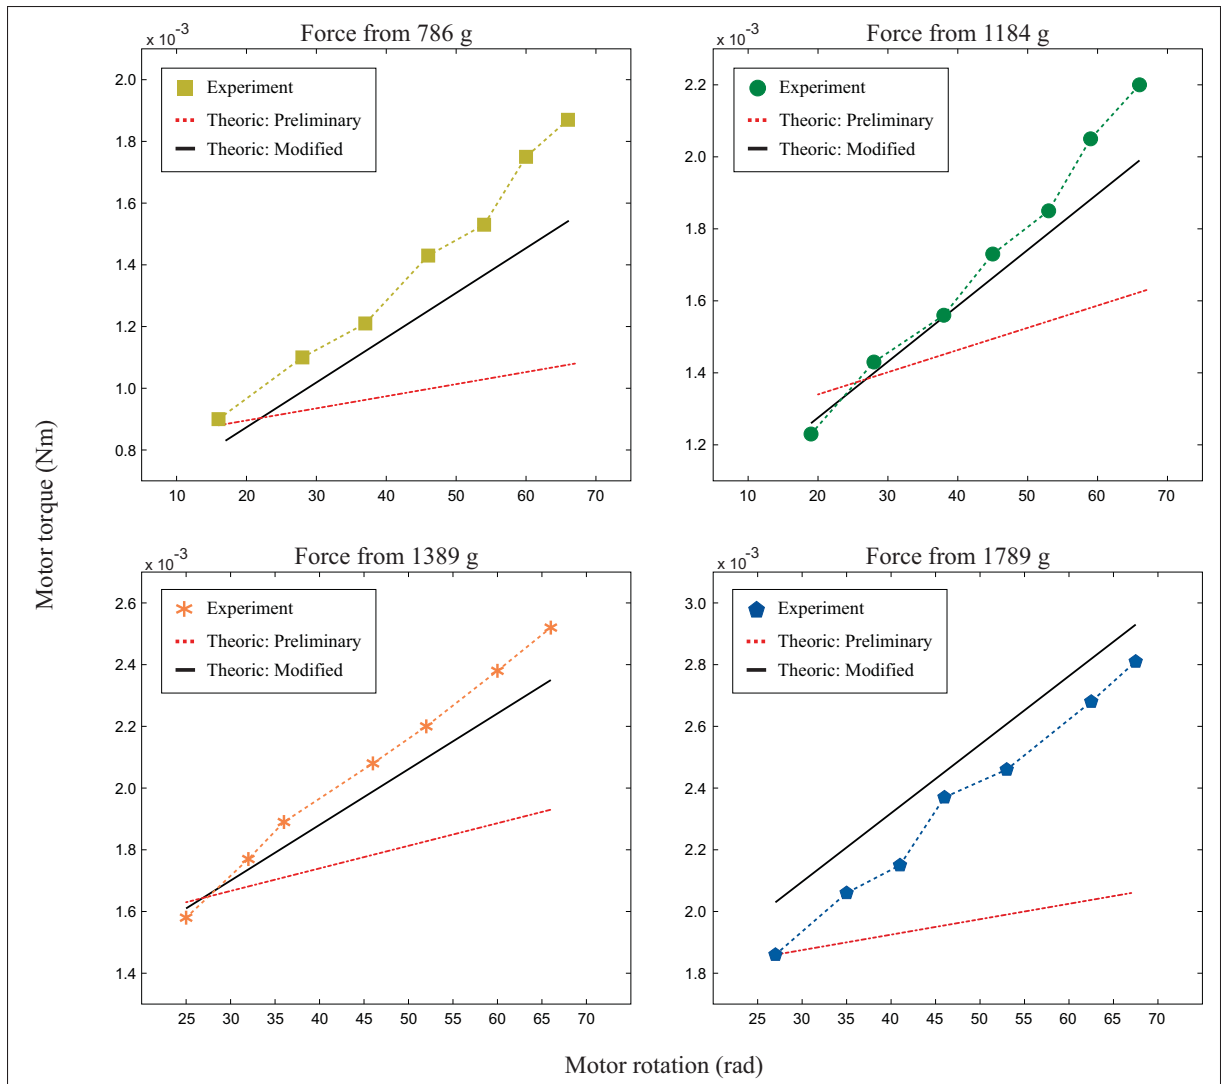 Force from 786 g
x 10-3
2.0
1.8
1.6
1.4
1.2
1.0
0.8
10 20 30 40 50 60 70
Experiment
Theoric: Preliminary
Theoric: Modified
Force from 1184 g
x 10-3
2.2
2.0
1.8
1.6
1.4
1.2
10 20 30 40 50 60 70
Experiment
Theoric: Preliminary
Theoric: Modified
Motor torque (Nm)
Force from 1389 g
x 10-3
2.6
2.4
2.2
2.0
1.8
1.6
1.4
25 30 35 40 45 50 55 60 65 70
Experiment
Theoric: Preliminary
Theoric: Modified
Force from 1789 g
x 10-3
3.0
2.8
2.6
2.4
2.2
2.0
1.8
25 30 35 40 45 50 55 60 65 70
Experiment
Theoric: Preliminary
Theoric: Modified
Motor rotation (rad)